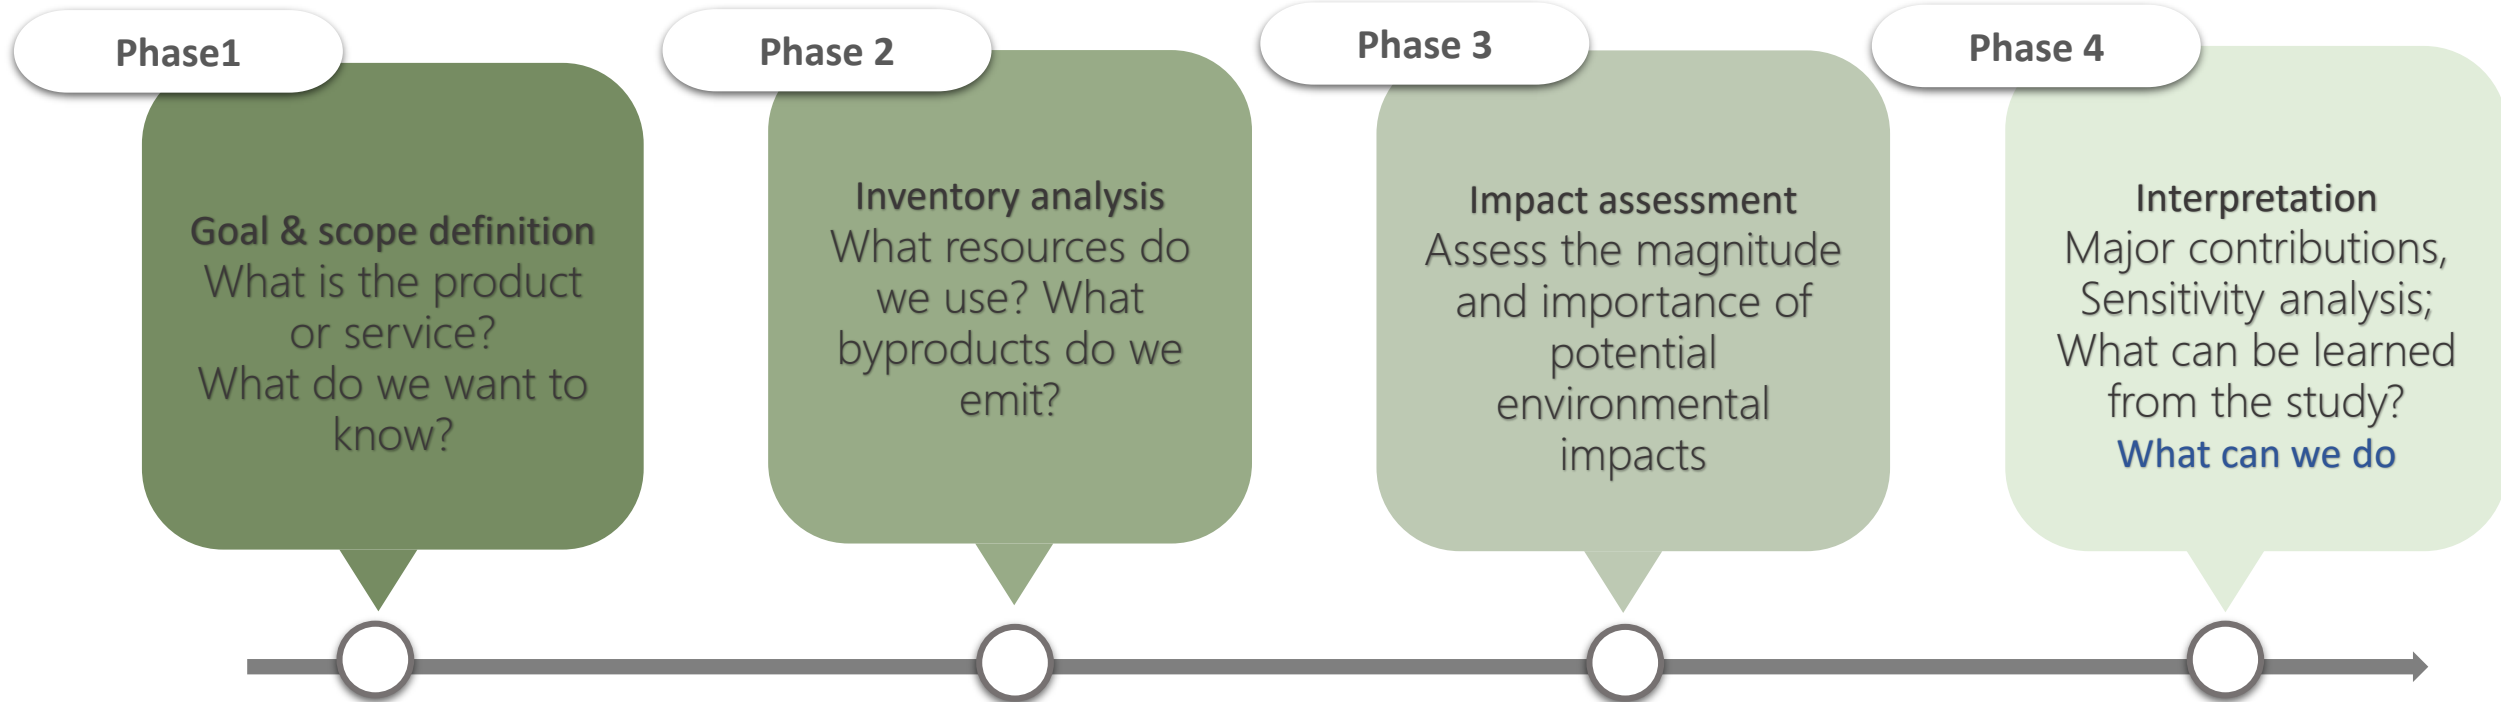 Phase1
Goal & scope definition
What is the product
or service?
What do we want to
know?
Phase 2
Inventory analysis
What resources do
we use? What
byproducts do we
emit?
Phase 3
Impact assessment
Assess the magnitude
and importance of
potential
environmental
impacts
Phase 4
Interpretation
Major contributions,
Sensitivity analysis;
What can be learned
from the study?
What can we do